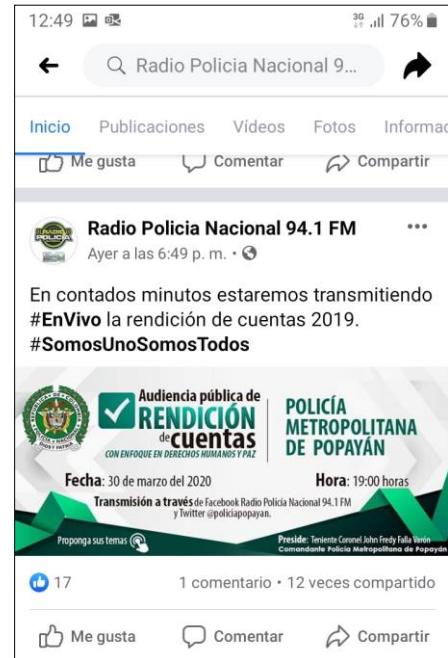 12:49 3G 76%
Radio Policia Nacional 9...
Inicio Publicaciones Vídeos Fotos Informac
Me gusta Comentar Compartir
Radio Policia Nacional 94.1 FM
Ayer a las 6:49 p. m.
En contados minutos estaremos transmitiendo
#EnVivo la rendición de cuentas 2019.
#SomosUnoSomosTodos
Audiencia pública de
RENDICIÓN
de cuentas
CON ENFOQUE EN DERECHOS HUMANOS Y PAZ
POLICÍA
METROPOLITANA
DE POPAYÁN
Fecha: 30 de marzo del 2020 Hora: 19:00 horas
Transmisión a través de Facebook Radio Policía Nacional 94.1 FM
y Twitter @policiapopayan.
Proponga sus temas
Preside: Teniente Coronel John Fredy Falla Varón
Comandante Policía Metropolitana de Popayán
17 1 comentario • 12 veces compartido
Me gusta Comentar Compartir